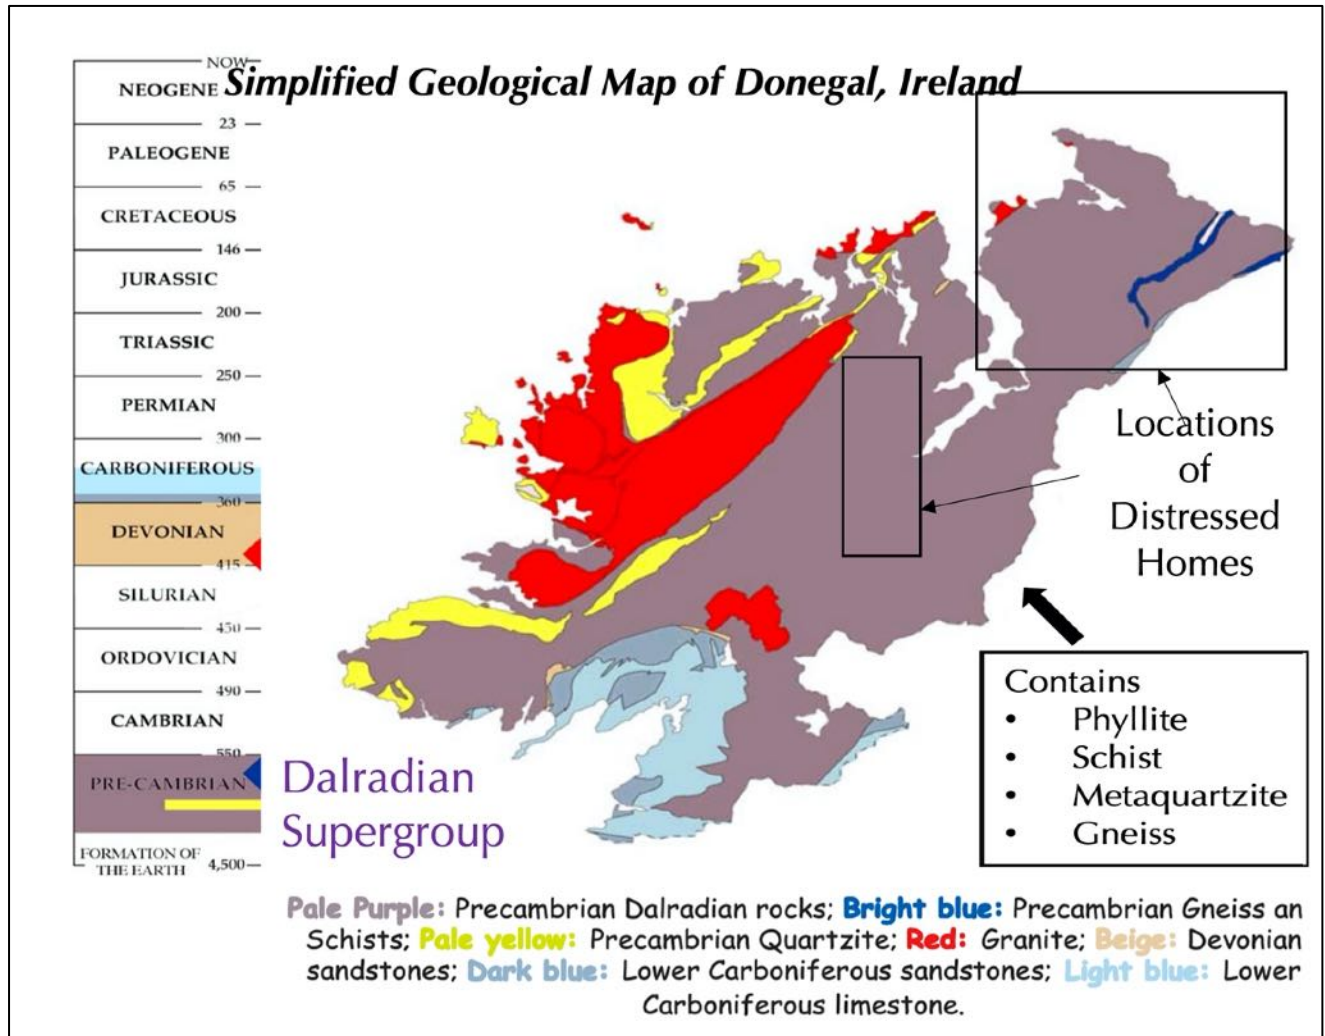 Simplified Geological Map of Donegal, Ireland
NOW
NEOGENE
23
PALEOGENE
65
CRETACEOUS
146
JURASSIC
200
TRIASSIC
250
PERMIAN
300
CARBONIFEROUS
360
DEVONIAN
415
SILURIAN
450
ORDOVICIAN
490
CAMBRIAN
550
PRE-CAMBRIAN
FORMATION OF
THE EARTH
4,500
Dalradian
Supergroup
Locations
of
Distressed
Homes
Contains
• Phyllite
• Schist
• Metaquartzite
• Gneiss
Pale Purple: Precambrian Dalradian rocks; Bright blue: Precambrian Gneiss an
Schists; Pale yellow: Precambrian Quartzite; Red: Granite; Beige: Devonian
sandstones; Dark blue: Lower Carboniferous sandstones; Light blue: Lower
Carboniferous limestone.